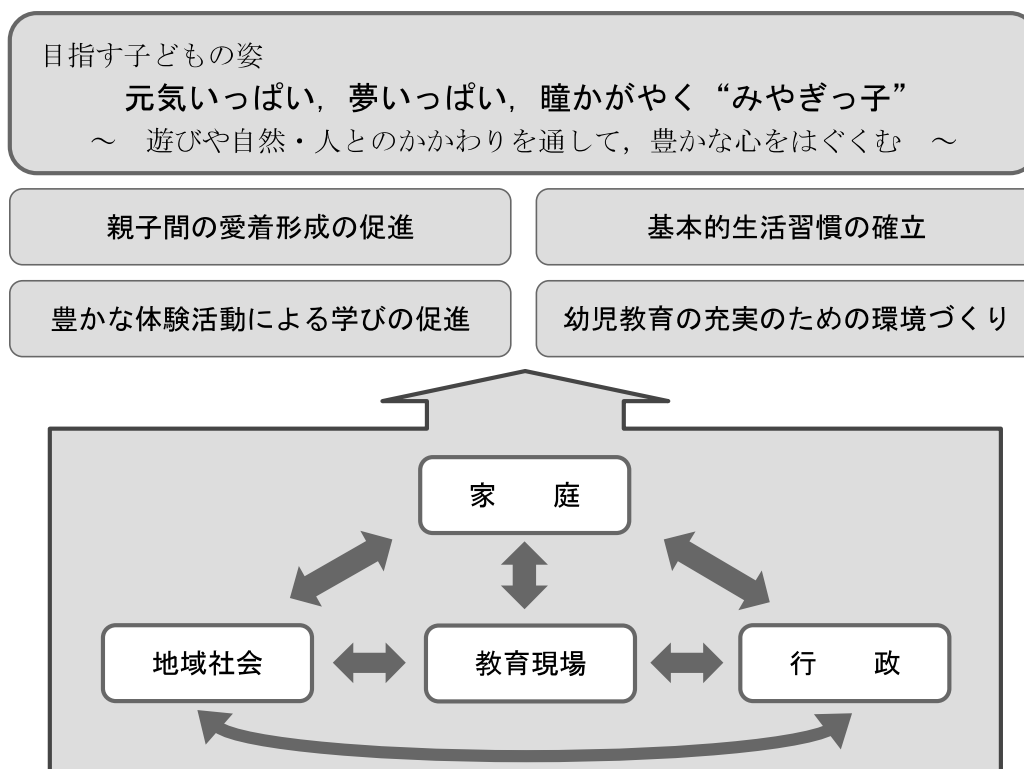 目指す子どもの姿
元気いっぱい，夢いっぱい，瞳かがやく“みやぎっ子”
～　遊びや自然・人とのかかわりを通して，豊かな心をはぐくむ　～
親子間の愛着形成の促進
基本的生活習慣の確立
豊かな体験活動による学びの促進
幼児教育の充実のための環境づくり
家　　庭
地域社会
教育現場
行　　政